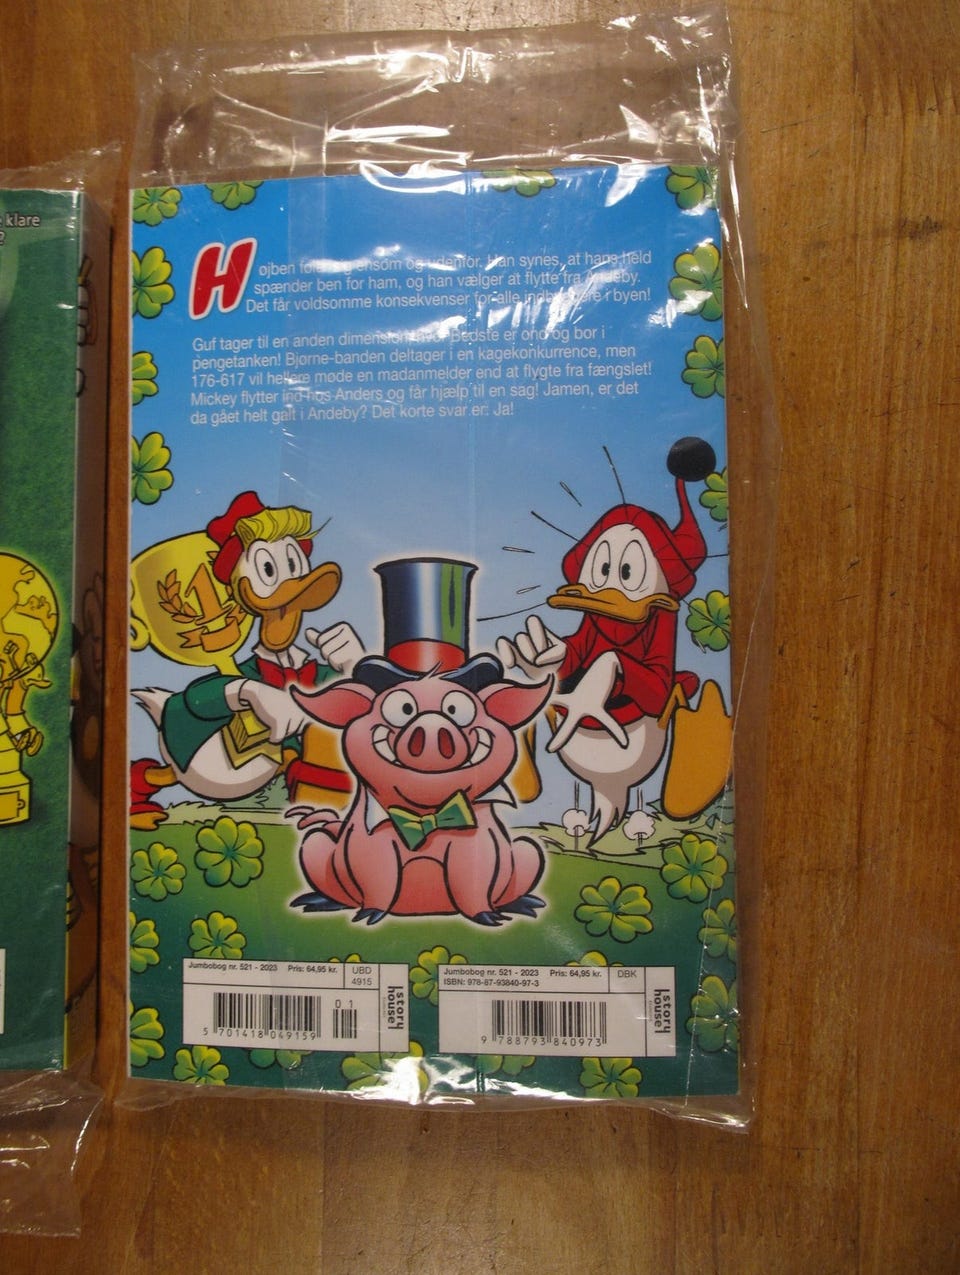 klare
?
Højben føler sig ensom og udenfor. Han synes, at hans held
spænder ben for ham, og han vælger at flytte fra Andeby.
Det får voldsomme konsekvenser for alle indbyggere i byen!
Guf tager til en anden dimension, hvor Bedste er ond og bor i
pengetanken! Bjørne-banden deltager i en kagekonkurrence, men
176-617 vil hellere møde en madanmelder end at flygte fra fængslet!
Mickey flytter ind hos Anders og får hjælp til en sag! Jamen, er det
da gået helt galt i Andeby? Det korte svar er: Ja!
1
Jumbobog nr. 521 - 2023 Pris: 64,95 kr.
UBD
4915
01
5 701418 049159
story
house
Jumbobog nr. 521 - 2023 Pris: 64,95 kr.
ISBN: 978-87-93840-97-3
DBK
9 788793 840973
story
house